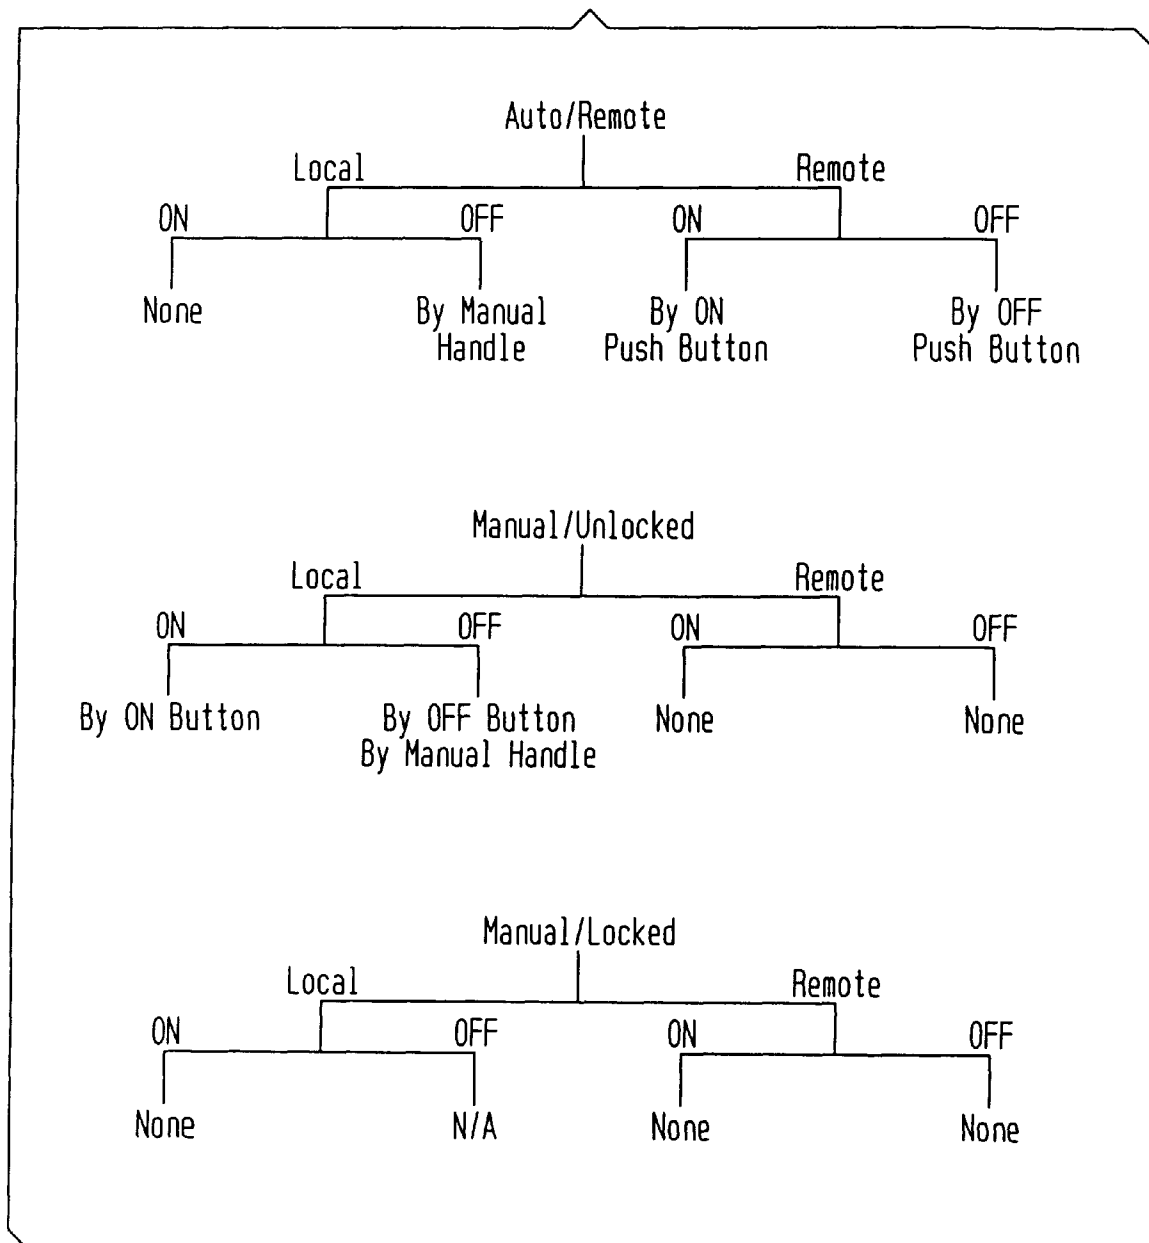 Auto/Remote
Local Remote
ON OFF ON OFF
None By Manual By ON By OFF
Handle Push Button Push Button
Manual/Unlocked
Local Remote
ON OFF ON OFF
By ON Button By OFF Button None None
By Manual Handle
Manual/Locked
Local Remote
ON OFF ON OFF
None N/A None None